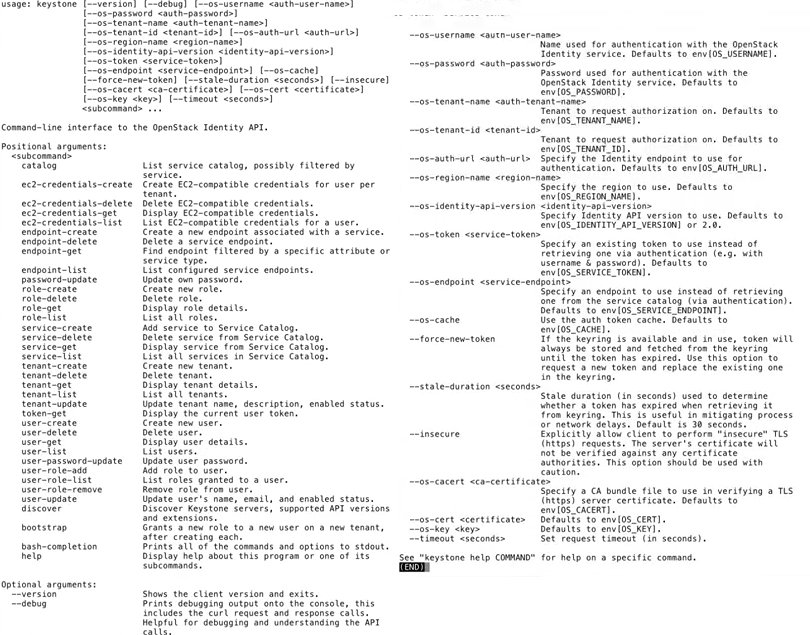 usage: keystone [--version] [--debug] [--os-username <auth-user-name>]
[--os-password <auth-password>]
[--os-tenant-name <auth-tenant-name>]
[--os-tenant-id <tenant-id>] [--os-auth-url <auth-url>]
[--os-region-name <region-name>]
[--os-identity-api-version <identity-api-version>]
[--os-token <service-token>]
[--os-endpoint <service-endpoint>] [--os-cache]
[--force-new-token] [--stale-duration <seconds>] [--insecure]
[--os-cacert <ca-certificate>] [--os-cert <certificate>]
[--os-key <key>] [--timeout <seconds>]
<subcommand> ...
Command-line interface to the OpenStack Identity API.
Positional arguments:
<subcommand>
catalog List service catalog, possibly filtered by
service.
ec2-credentials-create Create EC2-compatible credentials for user per
tenant.
ec2-credentials-delete Delete EC2-compatible credentials.
ec2-credentials-get Display EC2-compatible credentials.
ec2-credentials-list List EC2-compatible credentials for a user.
endpoint-create Create a new endpoint associated with a service.
endpoint-delete Delete a service endpoint.
endpoint-get Find endpoint filtered by a specific attribute or
service type.
endpoint-list List configured service endpoints.
password-update Update own password.
role-create Create new role.
role-delete Delete role.
role-get Display role details.
role-list List all roles.
service-create Add service to Service Catalog.
service-delete Delete service from Service Catalog.
service-get Display service from Service Catalog.
service-list List all services in Service Catalog.
tenant-create Create new tenant.
tenant-delete Delete tenant.
tenant-get Display tenant details.
tenant-list List all tenants.
tenant-update Update tenant name, description, enabled status.
token-get Display the current user token.
user-create Create new user.
user-delete Delete user.
user-get Display user details.
user-list List users.
user-password-update Update user password.
user-role-add Add role to user.
user-role-list List roles granted to a user.
user-role-remove Remove role from user.
user-update Update user's name, email, and enabled status.
discover Discover Keystone servers, supported API versions
and extensions.
bootstrap Grants a new role to a new user on a new tenant,
after creating each.
bash-completion Prints all of the commands and options to stdout.
help Display help about this program or one of its
subcommands.
Optional arguments:
--version Shows the client version and exits.
--debug Prints debugging output onto the console, this
includes the curl request and response calls.
Helpful for debugging and understanding the API
calls.
--os-username <auth-user-name>
Name used for authentication with the OpenStack
Identity service. Defaults to env[OS_USERNAME].
--os-password <auth-password>
Password used for authentication with the
OpenStack Identity service. Defaults to
env[OS_PASSWORD].
--os-tenant-name <auth-tenant-name>
Tenant to request authorization on. Defaults to
env[OS_TENANT_NAME].
--os-tenant-id <tenant-id>
Tenant to request authorization on. Defaults to
env[OS_TENANT_ID].
--os-auth-url <auth-url> Specify the Identity endpoint to use for
authentication. Defaults to env[OS_AUTH_URL].
--os-region-name <region-name>
Specify the region to use. Defaults to
env[OS_REGION_NAME].
--os-identity-api-version <identity-api-version>
Specify Identity API version to use. Defaults to
env[OS_IDENTITY_API_VERSION] or 2.0.
--os-token <service-token>
Specify an existing token to use instead of
retrieving one via authentication (e.g. with
username & password). Defaults to
env[OS_SERVICE_TOKEN].
--os-endpoint <service-endpoint>
Specify an endpoint to use instead of retrieving
one from the service catalog (via authentication).
Defaults to env[OS_SERVICE_ENDPOINT].
--os-cache Use the auth token cache. Defaults to
env[OS_CACHE].
--force-new-token If the keyring is available and in use, token will
always be stored and fetched from the keyring
until the token has expired. Use this option to
request a new token and replace the existing one
in the keyring.
--stale-duration <seconds>
Stale duration (in seconds) used to determine
whether a token has expired when retrieving it
from keyring. This is useful in mitigating process
or network delays. Default is 30 seconds.
--insecure Explicitly allow client to perform "insecure" TLS
(https) requests. The server's certificate will
not be verified against any certificate
authorities. This option should be used with
caution.
--os-cacert <ca-certificate>
Specify a CA bundle file to use in verifying a TLS
(https) server certificate. Defaults to
env[OS_CACERT].
--os-cert <certificate> Defaults to env[OS_CERT].
--os-key <key> Defaults to env[OS_KEY].
--timeout <seconds> Set request timeout (in seconds).
See "keystone help COMMAND" for help on a specific command.
(END)